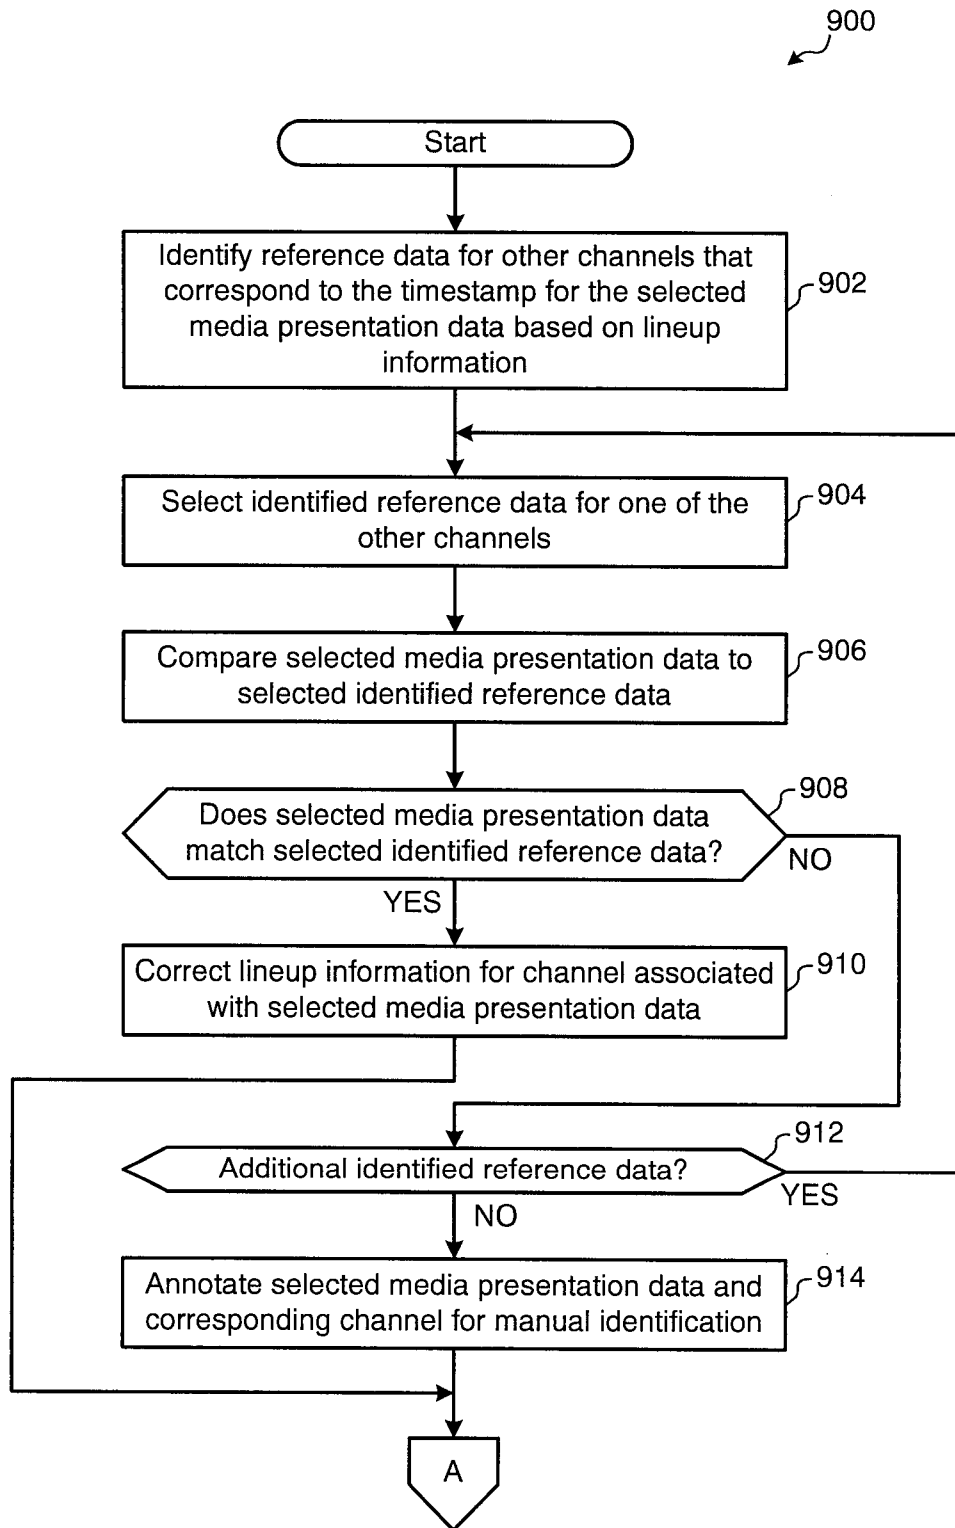 900
Start
Identify reference data for other channels that
correspond to the timestamp for the selected
media presentation data based on lineup
information
902
Select identified reference data for one of the
other channels
904
Compare selected media presentation data to
selected identified reference data
906
Does selected media presentation data
match selected identified reference data?
908
NO
YES
Correct lineup information for channel associated
with selected media presentation data
910
Additional identified reference data?
912
YES
NO
Annotate selected media presentation data and
corresponding channel for manual identification
914
A